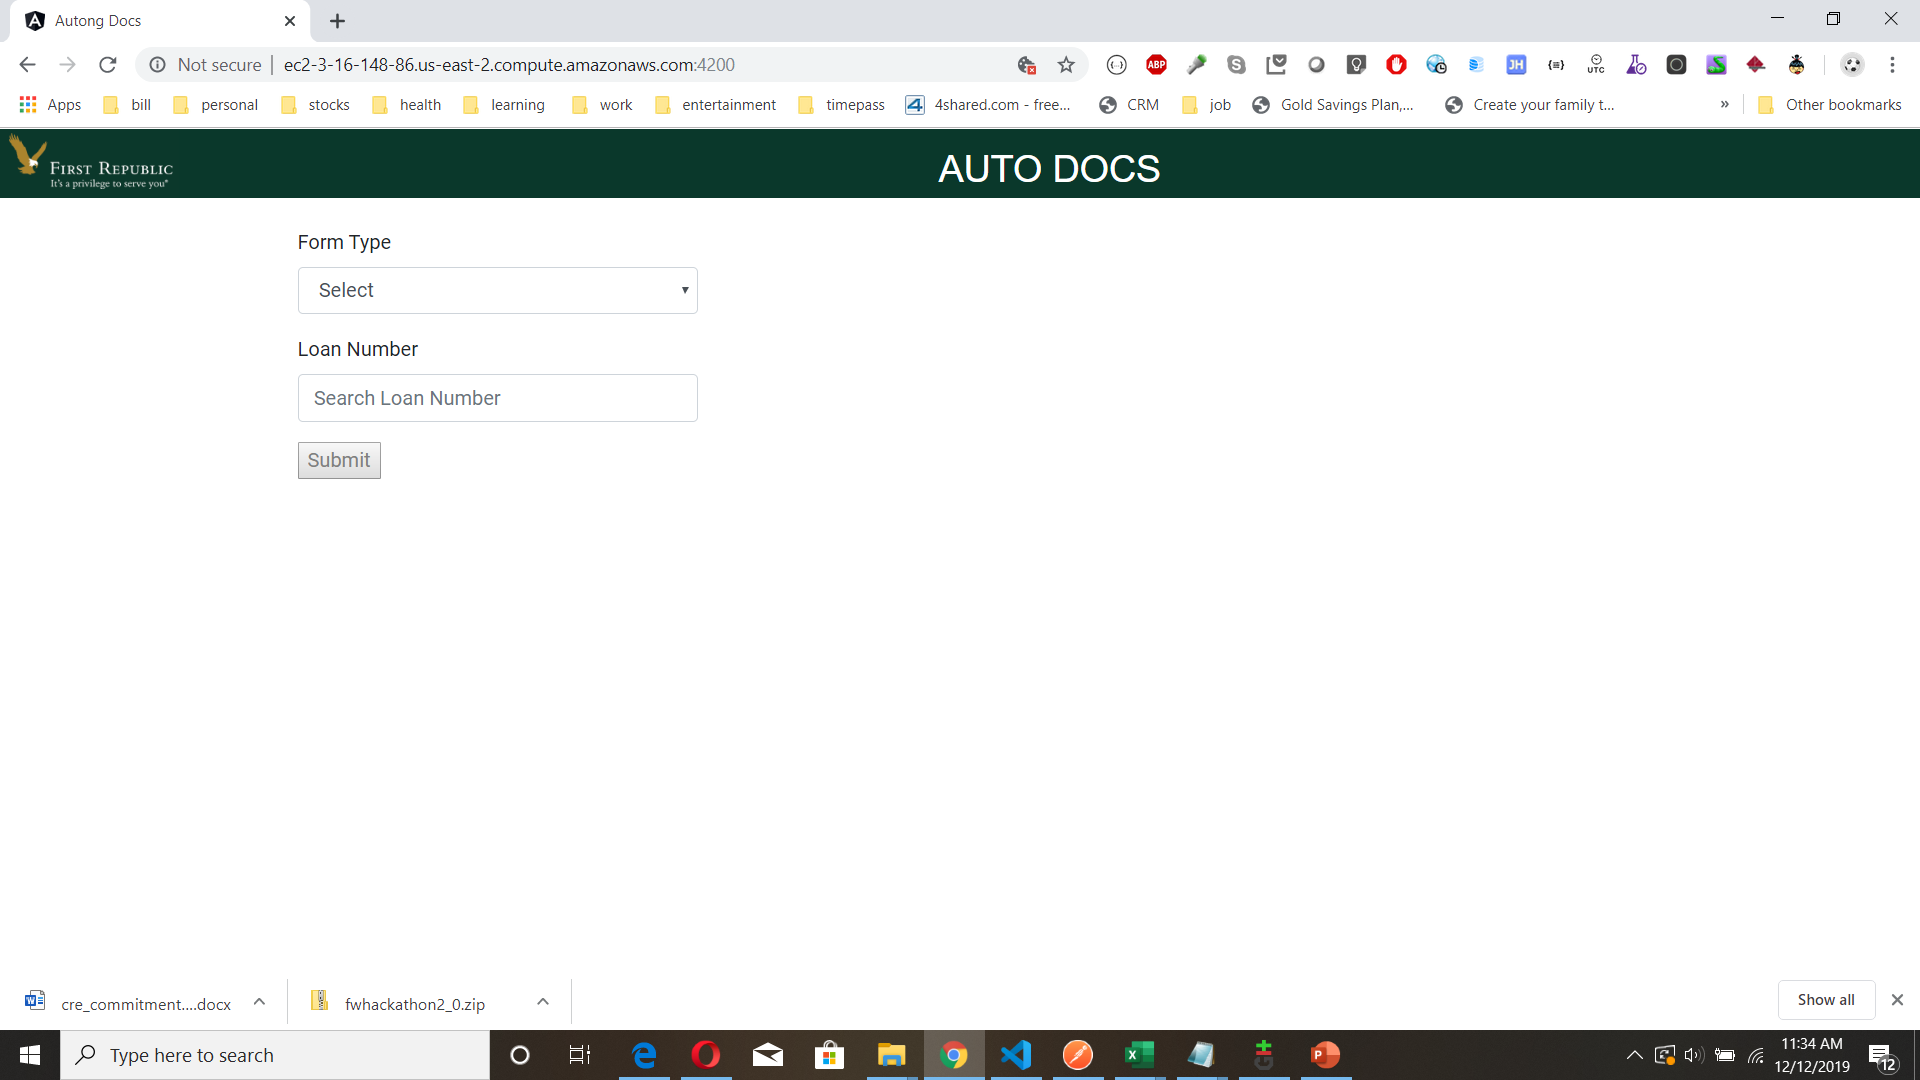 Autong Docs
Not secure | ec2-3-16-148-86.us-east-2.compute.amazonaws.com:4200
ABP
JH
UTC
Apps bill personal stocks health learning work entertainment timepass 4shared.com - free... CRM job Gold Savings Plan,... Create your family t... » Other bookmarks
FIRST REPUBLIC
It's a privilege to serve you®
AUTO DOCS
Form Type
Select
Loan Number
Search Loan Number
Submit
cre_commitment....docx
fwhackathon2_0.zip
Show all
Type here to search
11:34 AM
12/12/2019
12